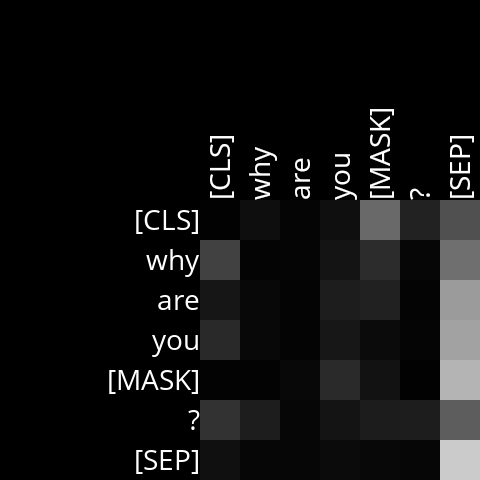 [CLS] why are you [MASK] ? [SEP]
[CLS]
why
are
you
[MASK]
?
[SEP]